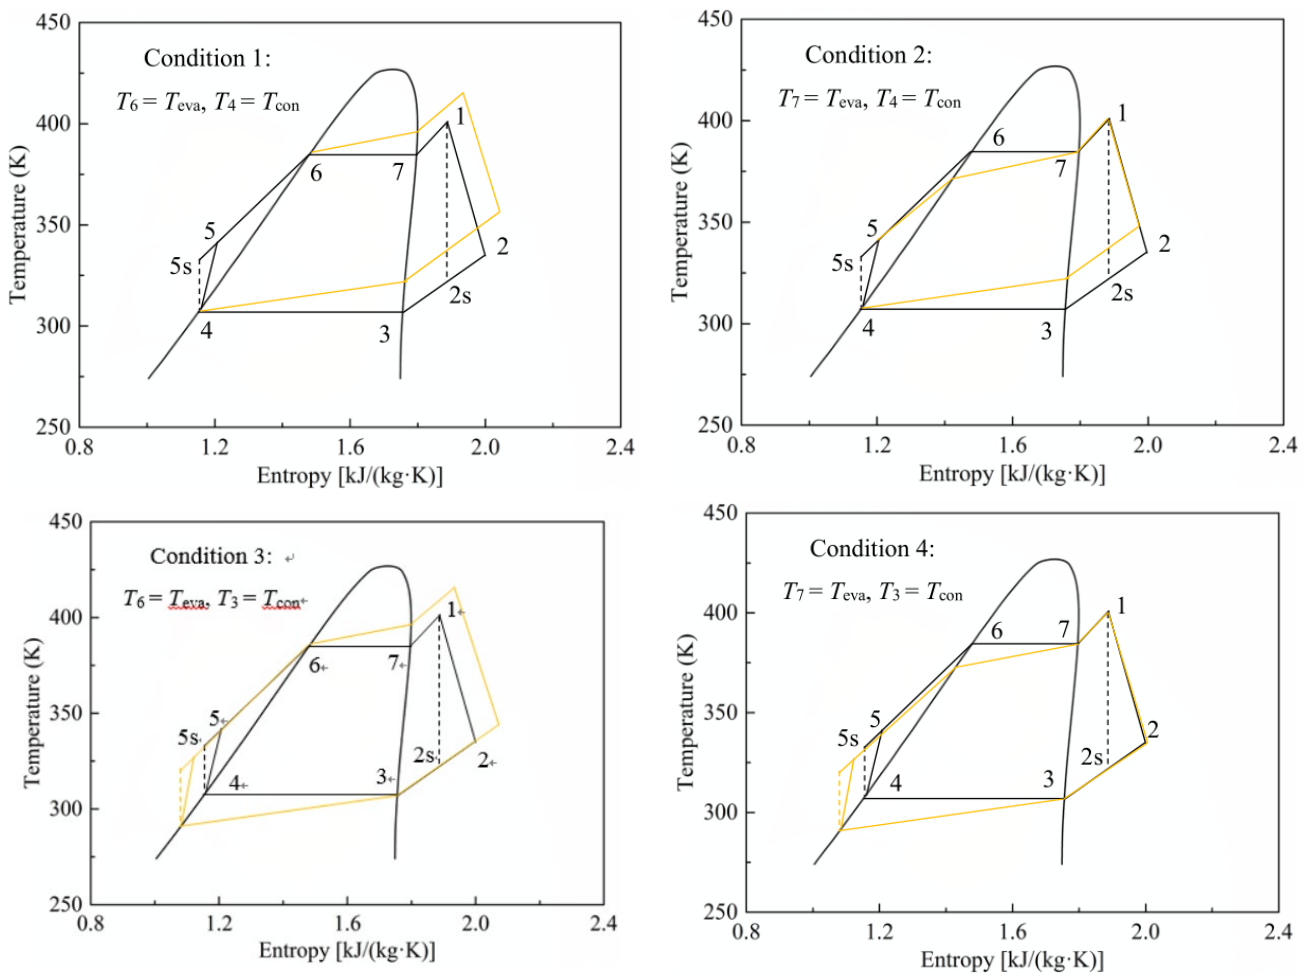 450
400
350
300
250
Temperature (K)
Condition 1:
T6 = Teva, T4 = Tcon
1
6
7
5
5s
2
2s
4
3
0.8
1.2
1.6
2.0
2.4
Entropy [kJ/(kg·K)]
450
400
350
300
250
Temperature (K)
Condition 2:
T7 = Teva, T4 = Tcon
1
6
7
5
5s
2
2s
4
3
0.8
1.2
1.6
2.0
2.4
Entropy [kJ/(kg·K)]
450
400
350
300
250
Temperature (K)
Condition 3: ↵
T6 = Teva, T3 = Tcon↵
1↵
6↵
7↵
5↵
5s↵
2s↵
2↵
4↵
3↵
0.8
1.2
1.6
2.0
2.4
Entropy [kJ/(kg·K)]
450
400
350
300
250
Temperature (K)
Condition 4:
T7 = Teva, T3 = Tcon
1
6
7
5
5s
2
2s
4
3
0.8
1.2
1.6
2.0
2.4
Entropy [kJ/(kg·K)]